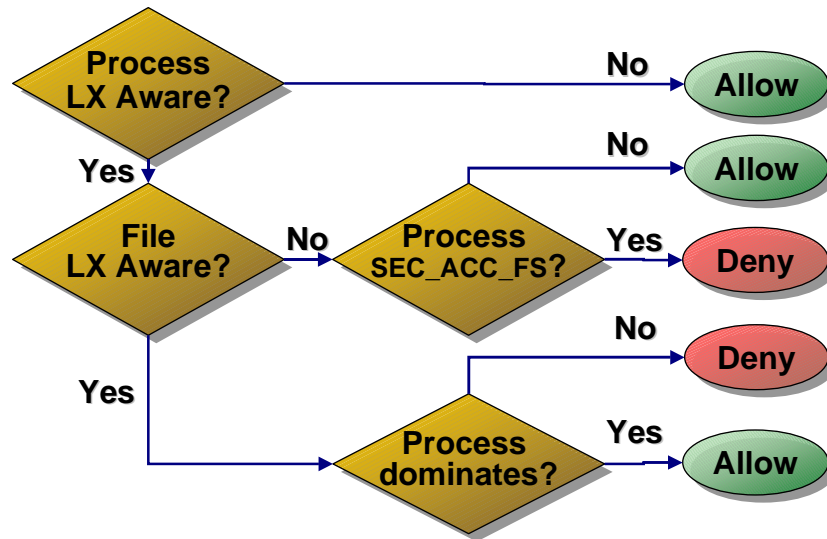 Process
LX Aware?
No
Allow
Yes
No
Allow
File
LX Aware?
No
Process
SEC_ACC_FS?
Yes
Deny
No
Deny
Yes
Process
dominates?
Yes
Allow